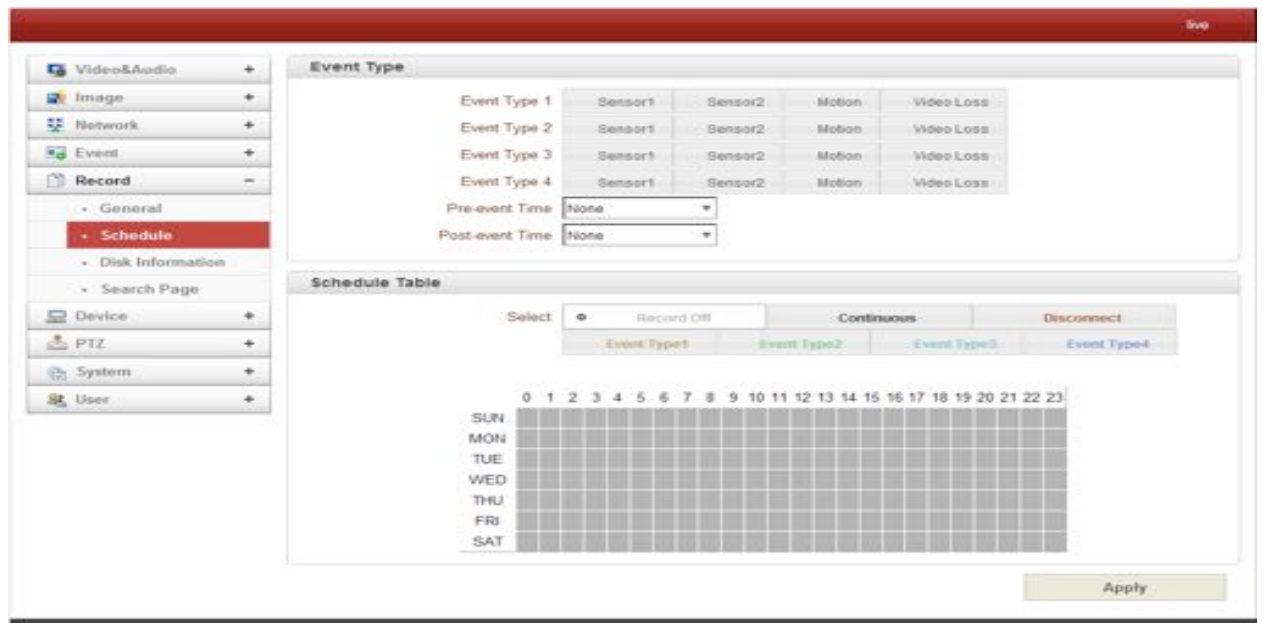 live
Video&Audio +
Image +
Network +
Event +
Record −
- General
- Schedule
- Disk Information
- Search Page
Device +
PTZ +
System +
User +
Event Type
Event Type 1 Sensor1 Sensor2 Motion Video Loss
Event Type 2 Sensor1 Sensor2 Motion Video Loss
Event Type 3 Sensor1 Sensor2 Motion Video Loss
Event Type 4 Sensor1 Sensor2 Motion Video Loss
Pre-event Time None
Post-event Time None
Schedule Table
Select Record Off Continuous Disconnect
Event Type1 Event Type2 Event Type3 Event Type4
0 1 2 3 4 5 6 7 8 9 10 11 12 13 14 15 16 17 18 19 20 21 22 23
SUN
MON
TUE
WED
THU
FRI
SAT
Apply